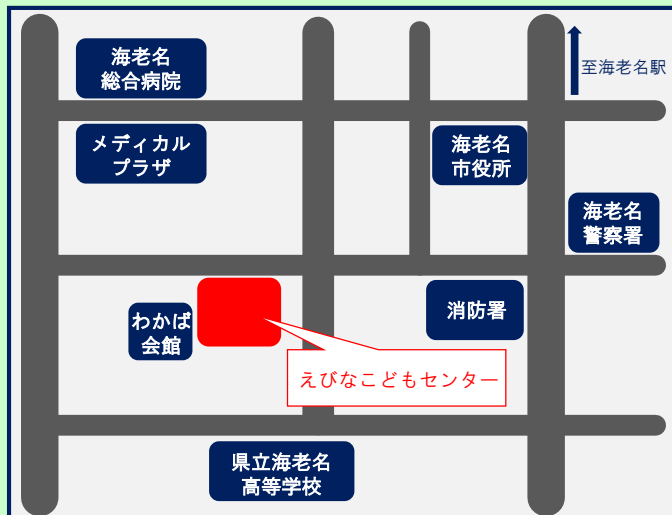 海老名
総合病院
至海老名駅
メディカル
プラザ
海老名
市役所
海老名
警察署
わかば
会館
消防署
えびなこどもセンター
県立海老名
高等学校